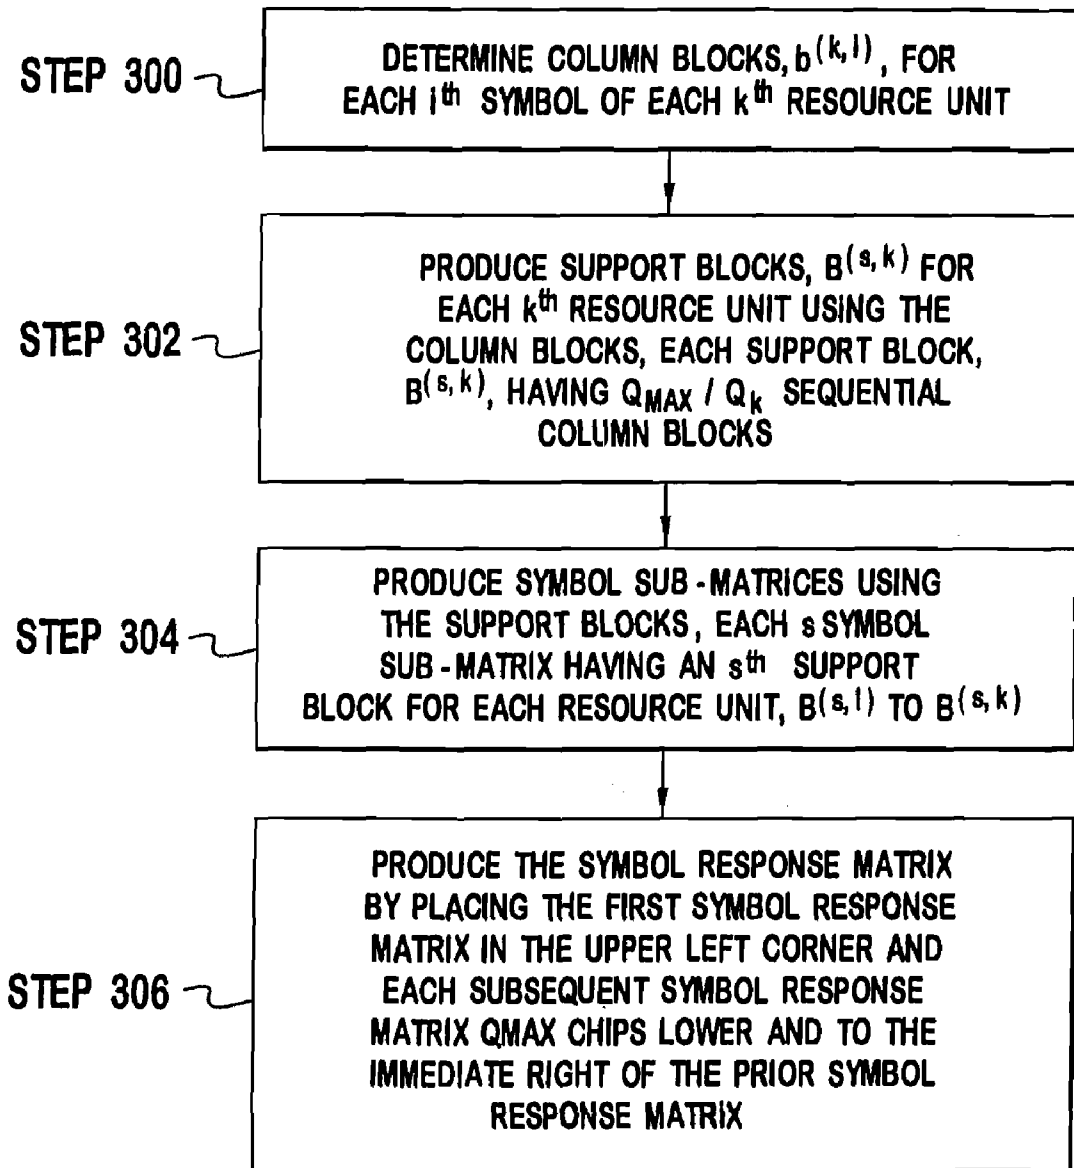 STEP 300
DETERMINE COLUMN BLOCKS, b(k,l), FOR
EACH lth SYMBOL OF EACH kth RESOURCE UNIT
STEP 302
PRODUCE SUPPORT BLOCKS, B(s,k) FOR
EACH kth RESOURCE UNIT USING THE
COLUMN BLOCKS, EACH SUPPORT BLOCK,
B(s,k), HAVING QMAX / Qk SEQUENTIAL
COLUMN BLOCKS
STEP 304
PRODUCE SYMBOL SUB-MATRICES USING
THE SUPPORT BLOCKS, EACH s SYMBOL
SUB-MATRIX HAVING AN sth SUPPORT
BLOCK FOR EACH RESOURCE UNIT, B(s,l) TO B(s,k)
STEP 306
PRODUCE THE SYMBOL RESPONSE MATRIX
BY PLACING THE FIRST SYMBOL RESPONSE
MATRIX IN THE UPPER LEFT CORNER AND
EACH SUBSEQUENT SYMBOL RESPONSE
MATRIX QMAX CHIPS LOWER AND TO THE
IMMEDIATE RIGHT OF THE PRIOR SYMBOL
RESPONSE MATRIX